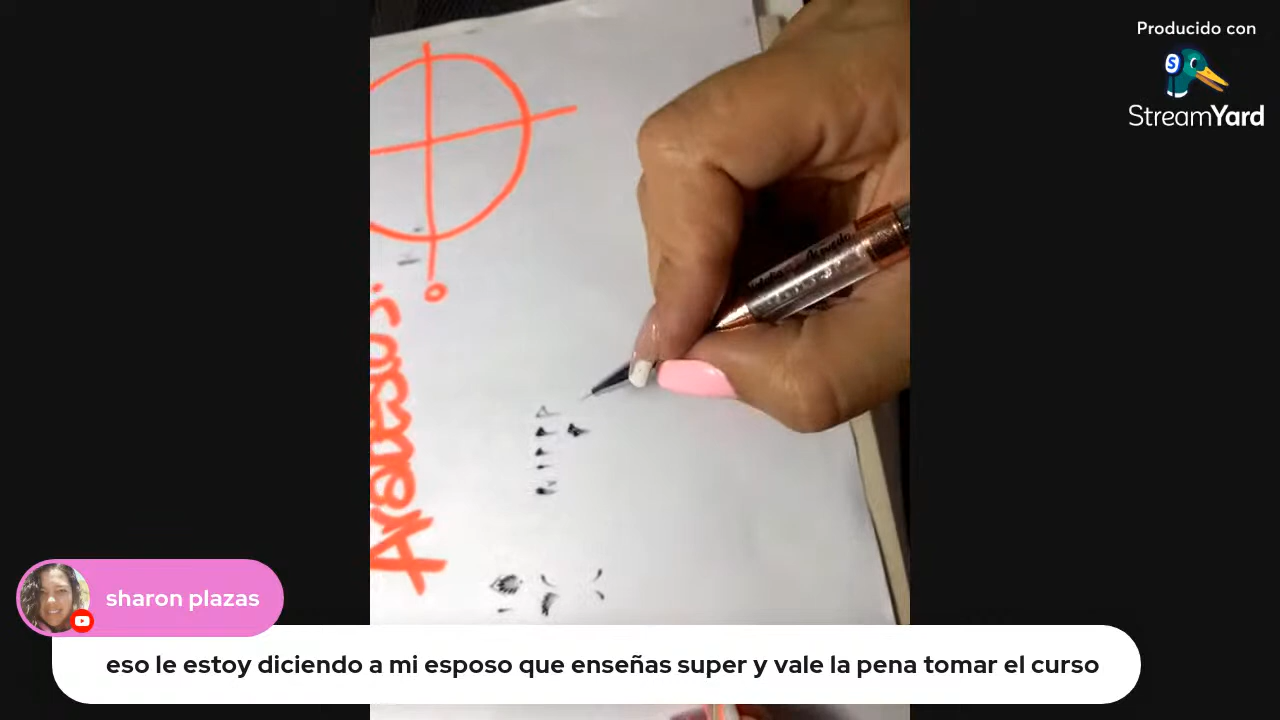 Producido con
StreamYard
Arabescos:
sharon plazas
eso le estoy diciendo a mi esposo que enseñas super y vale la pena tomar el curso